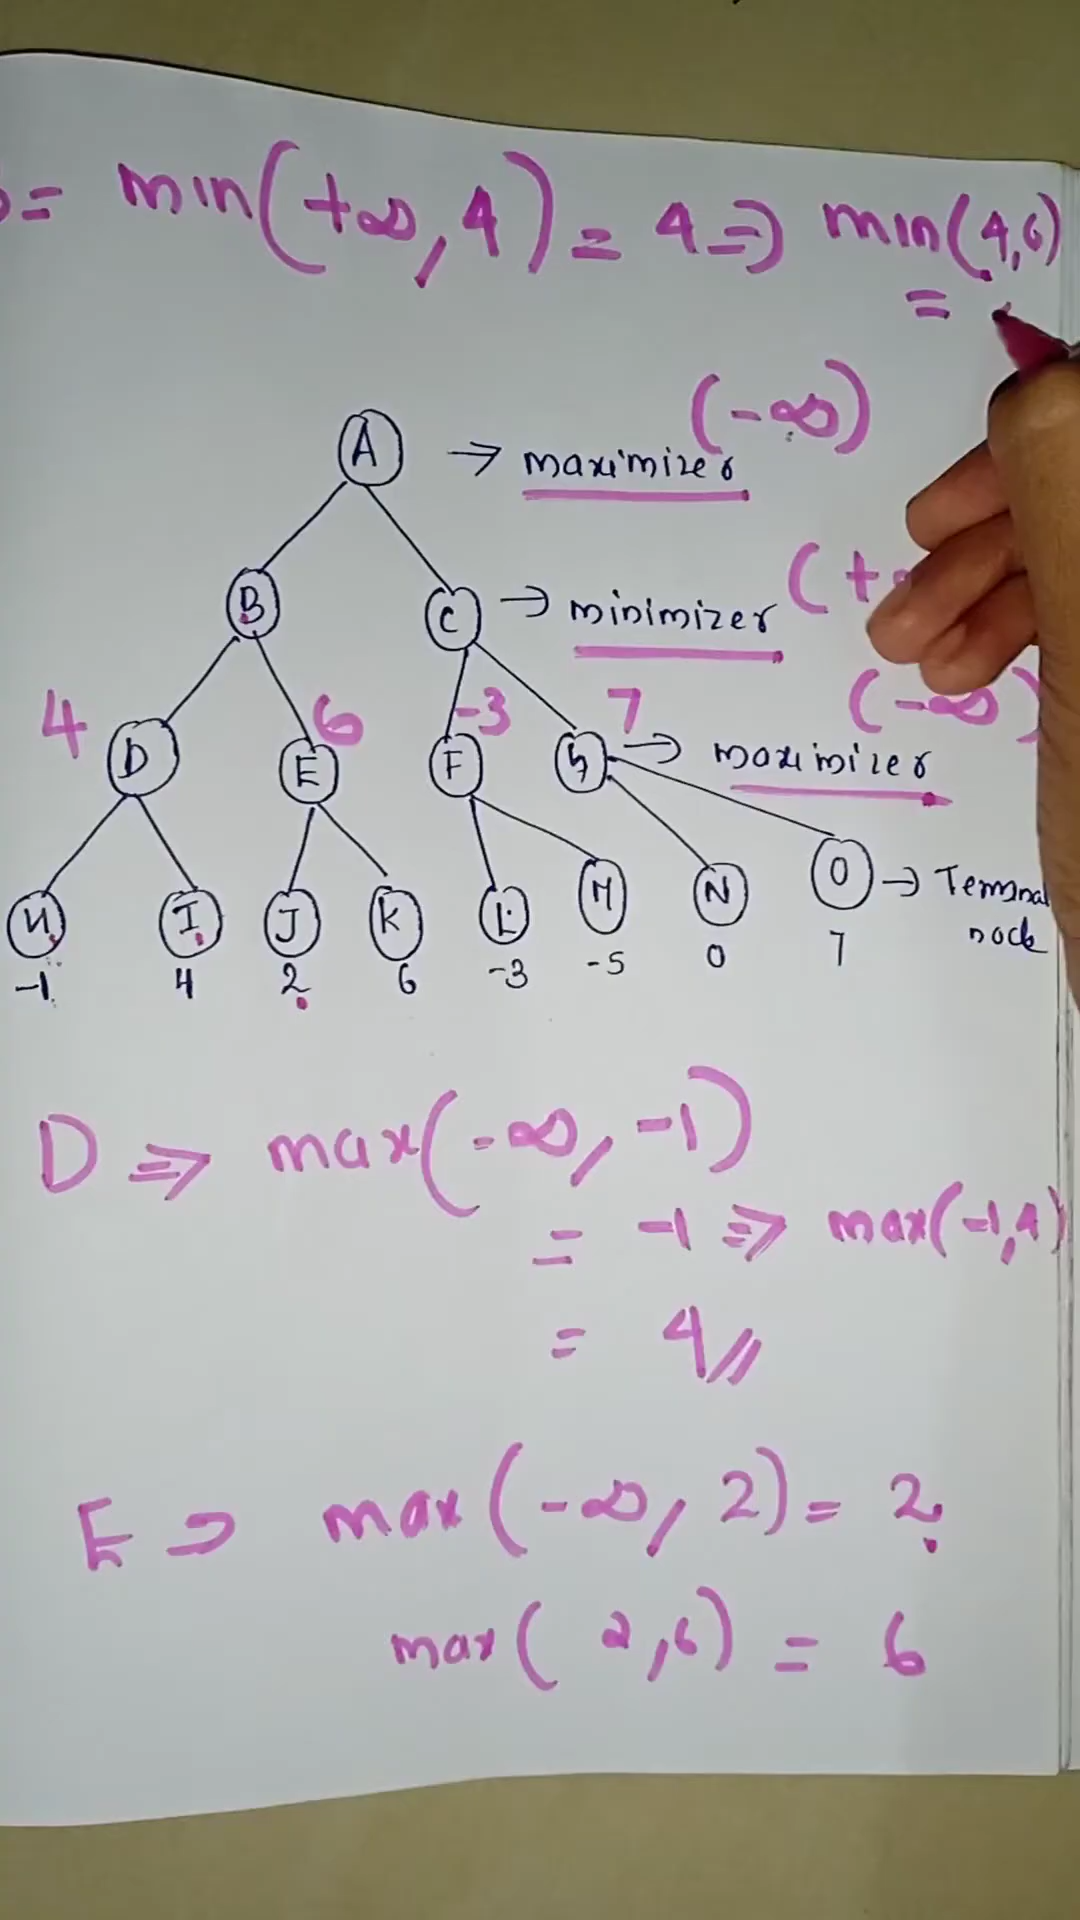 = min(+∞, 4) = 4 => min(4,6)
=
(-∞)
A → maximizer
(+
B C → minimizer
4 6 -3 7 (-∞)
D E F G → maximizer
H I J K L M N O → Terminal
node
-1 4 2 6 -3 -5 0 7
D => max(-∞, -1)
= -1 => max(-1,4)
= 4//
E => max(-∞, 2) = 2
max( 2,6) = 6